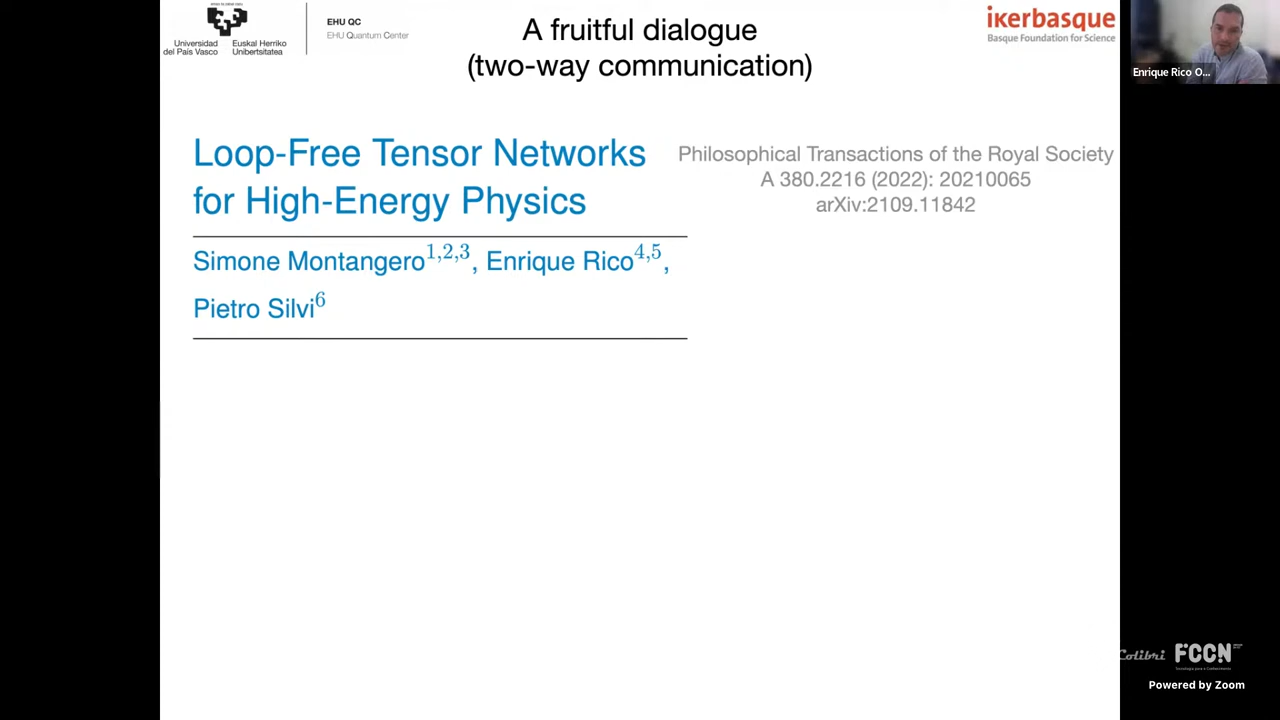 Universidad del País Vasco
Euskal Herriko Unibertsitatea
EHU QC
EHU Quantum Center
A fruitful dialogue
(two-way communication)
ikerbasque
Basque Foundation for Science
Enrique Rico O...
Loop-Free Tensor Networks
for High-Energy Physics
Philosophical Transactions of the Royal Society
A 380.2216 (2022): 20210065
arXiv:2109.11842
Simone Montangero1,2,3, Enrique Rico4,5,
Pietro Silvi6
Colibri
FCCN
Powered by Zoom